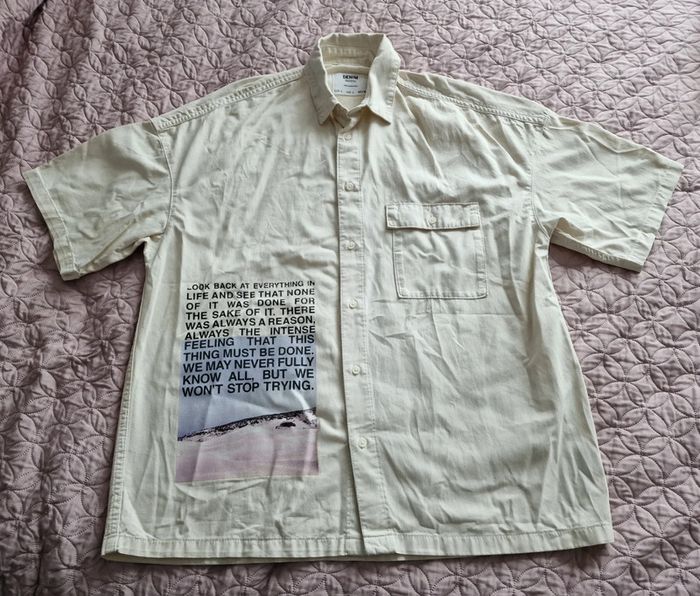 DENIM
LOOK BACK AT EVERYTHING IN
LIFE AND SEE THAT NONE
OF IT WAS DONE FOR
THE SAKE OF IT. THERE
WAS ALWAYS A REASON,
ALWAYS THE INTENSE
FEELING THAT THIS
THING MUST BE DONE.
WE MAY NEVER FULLY
KNOW ALL, BUT WE
WON'T STOP TRYING.